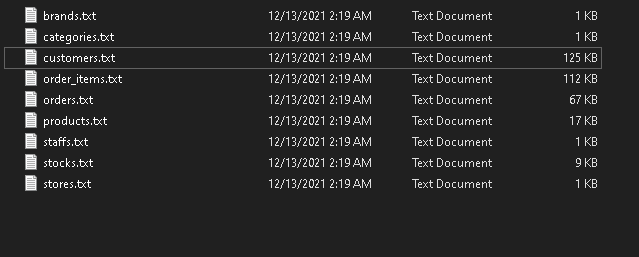 brands.txt 12/13/2021 2:19 AM Text Document 1 KB
categories.txt 12/13/2021 2:19 AM Text Document 1 KB
customers.txt 12/13/2021 2:19 AM Text Document 125 KB
order_items.txt 12/13/2021 2:19 AM Text Document 112 KB
orders.txt 12/13/2021 2:19 AM Text Document 67 KB
products.txt 12/13/2021 2:19 AM Text Document 17 KB
staffs.txt 12/13/2021 2:19 AM Text Document 1 KB
stocks.txt 12/13/2021 2:19 AM Text Document 9 KB
stores.txt 12/13/2021 2:19 AM Text Document 1 KB